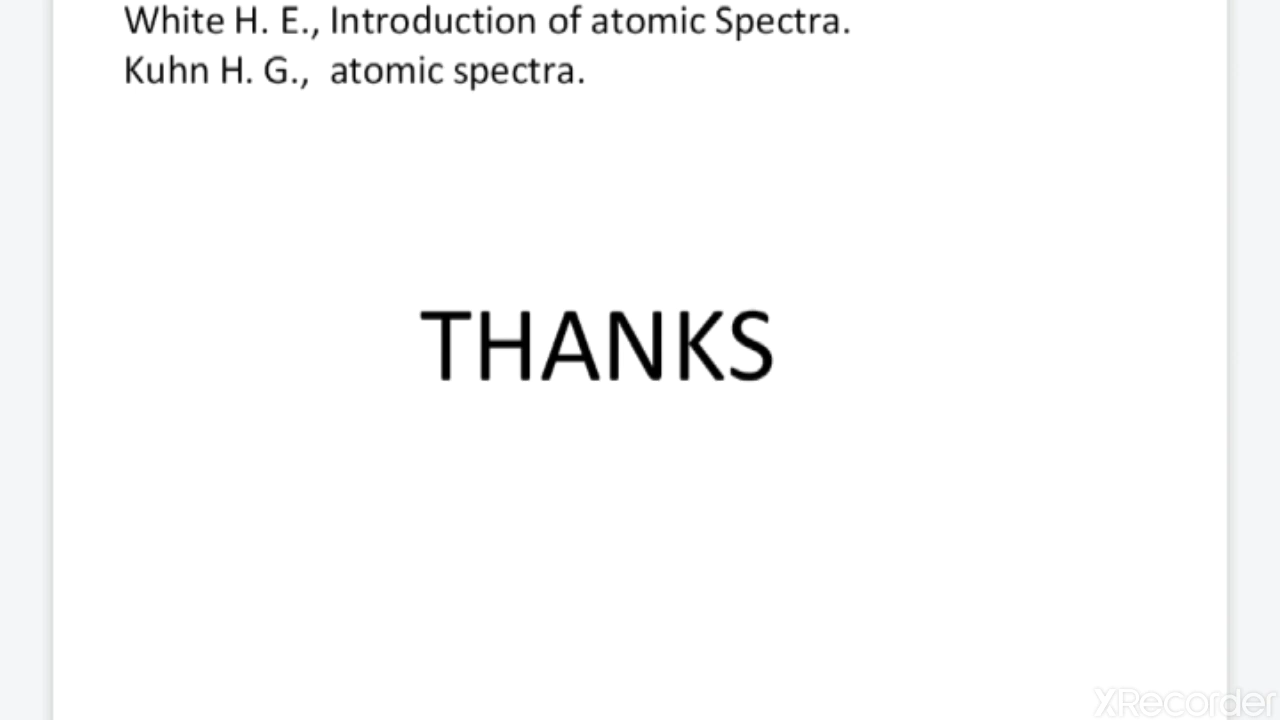 White H. E., Introduction of atomic Spectra.
Kuhn H. G.,  atomic spectra.
THANKS
XRecorder